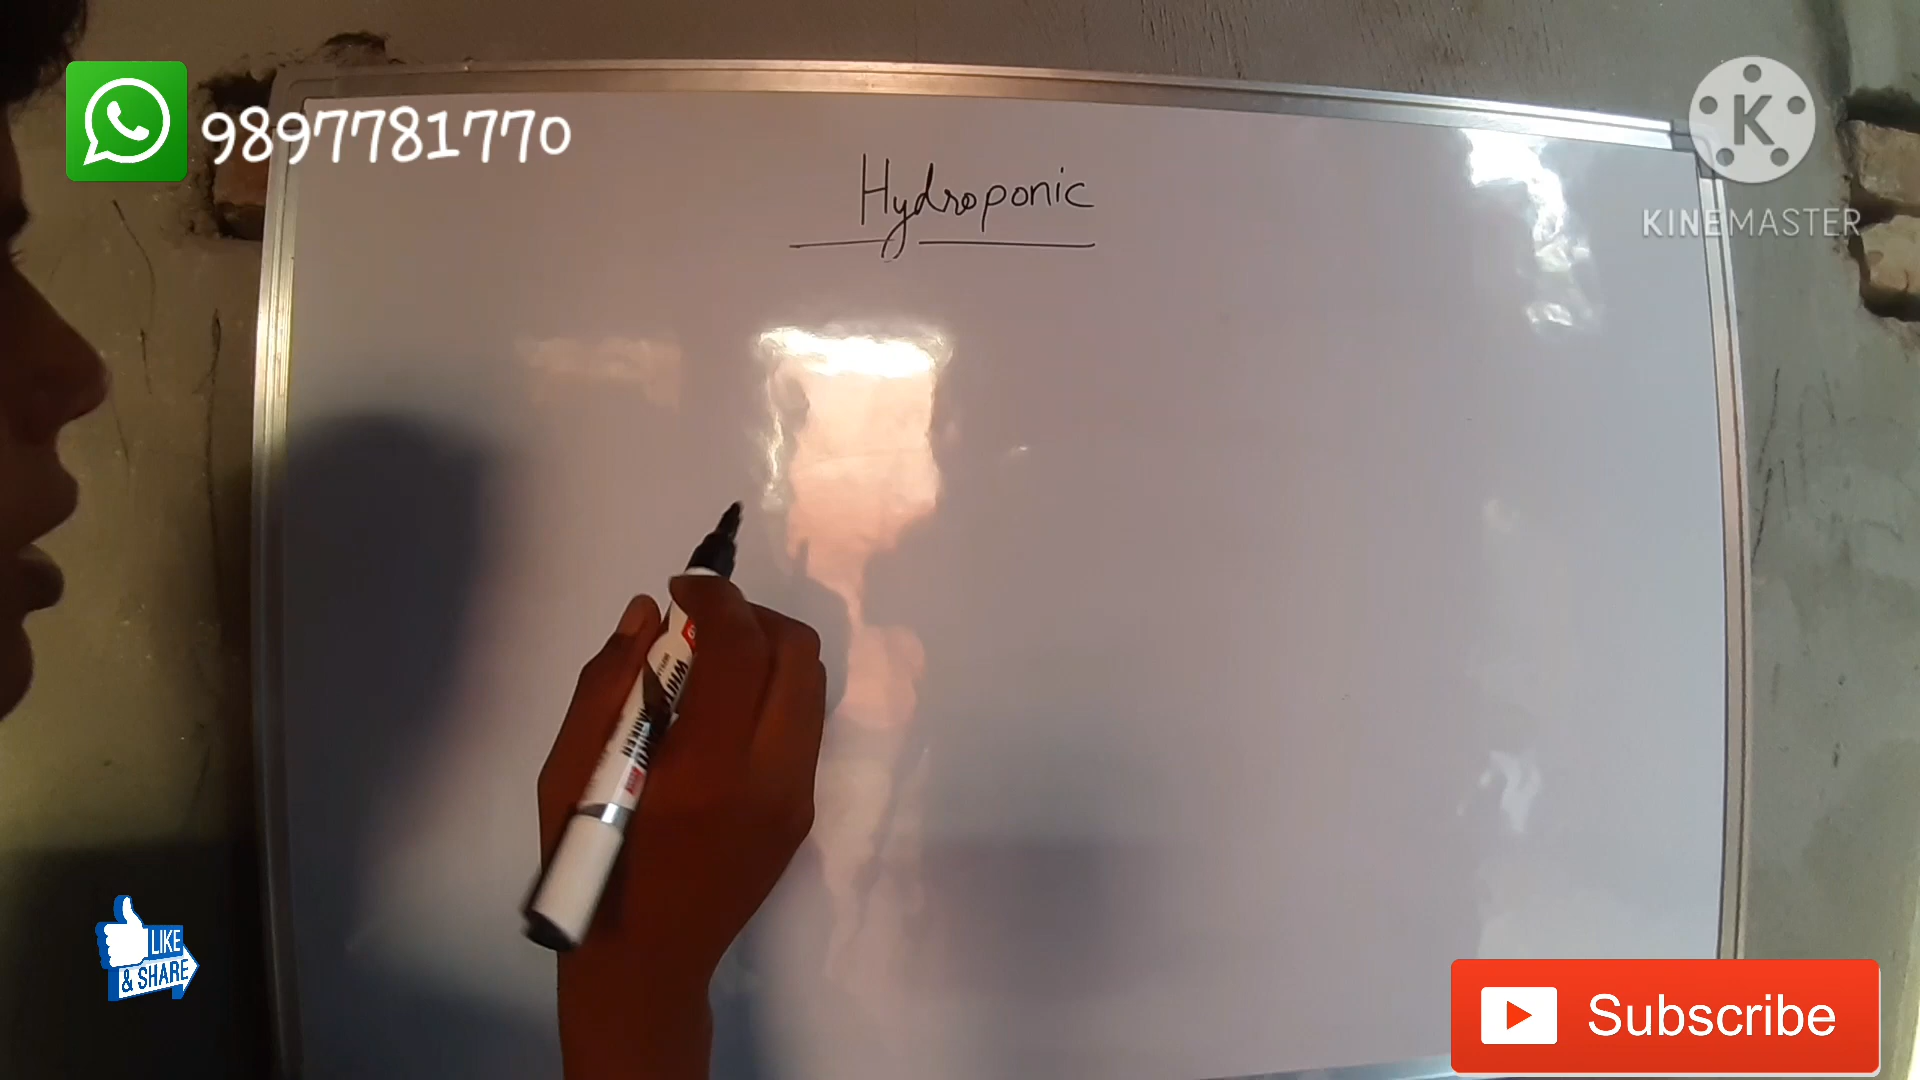 9897781770
Hydroponic
K
KINEMASTER
LIKE
& SHARE
Subscribe